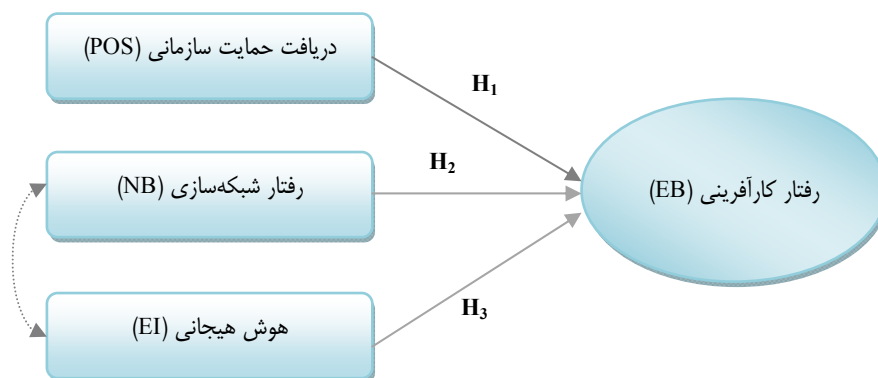 دریافت حمایت سازمانی (POS)
H₁
رفتار شبکه‌سازی (NB)
H₂
رفتار کارآفرینی (EB)
هوش هیجانی (EI)
H₃